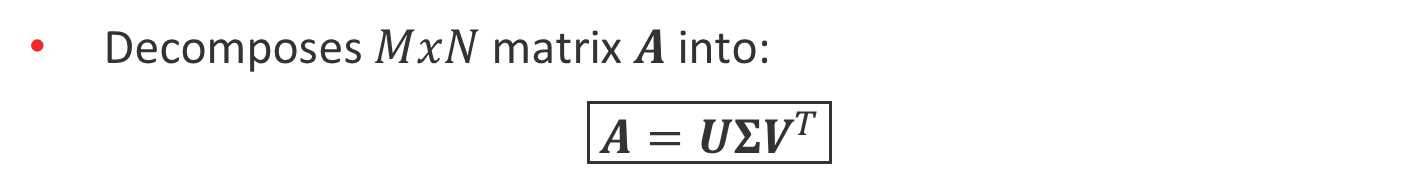 • Decomposes MxN matrix A into:
A = UΣV^T